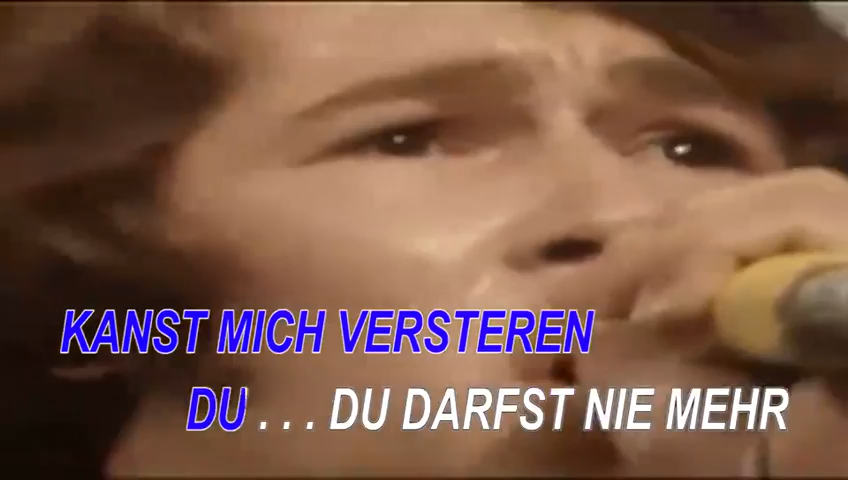 KANST MICH VERSTEREN
DU . . . DU DARFST NIE MEHR